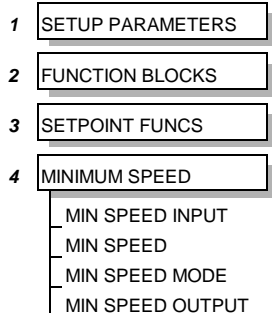 1 SETUP PARAMETERS
2 FUNCTION BLOCKS
3 SETPOINT FUNCS
4 MINIMUM SPEED
MIN SPEED INPUT
MIN SPEED
MIN SPEED MODE
MIN SPEED OUTPUT